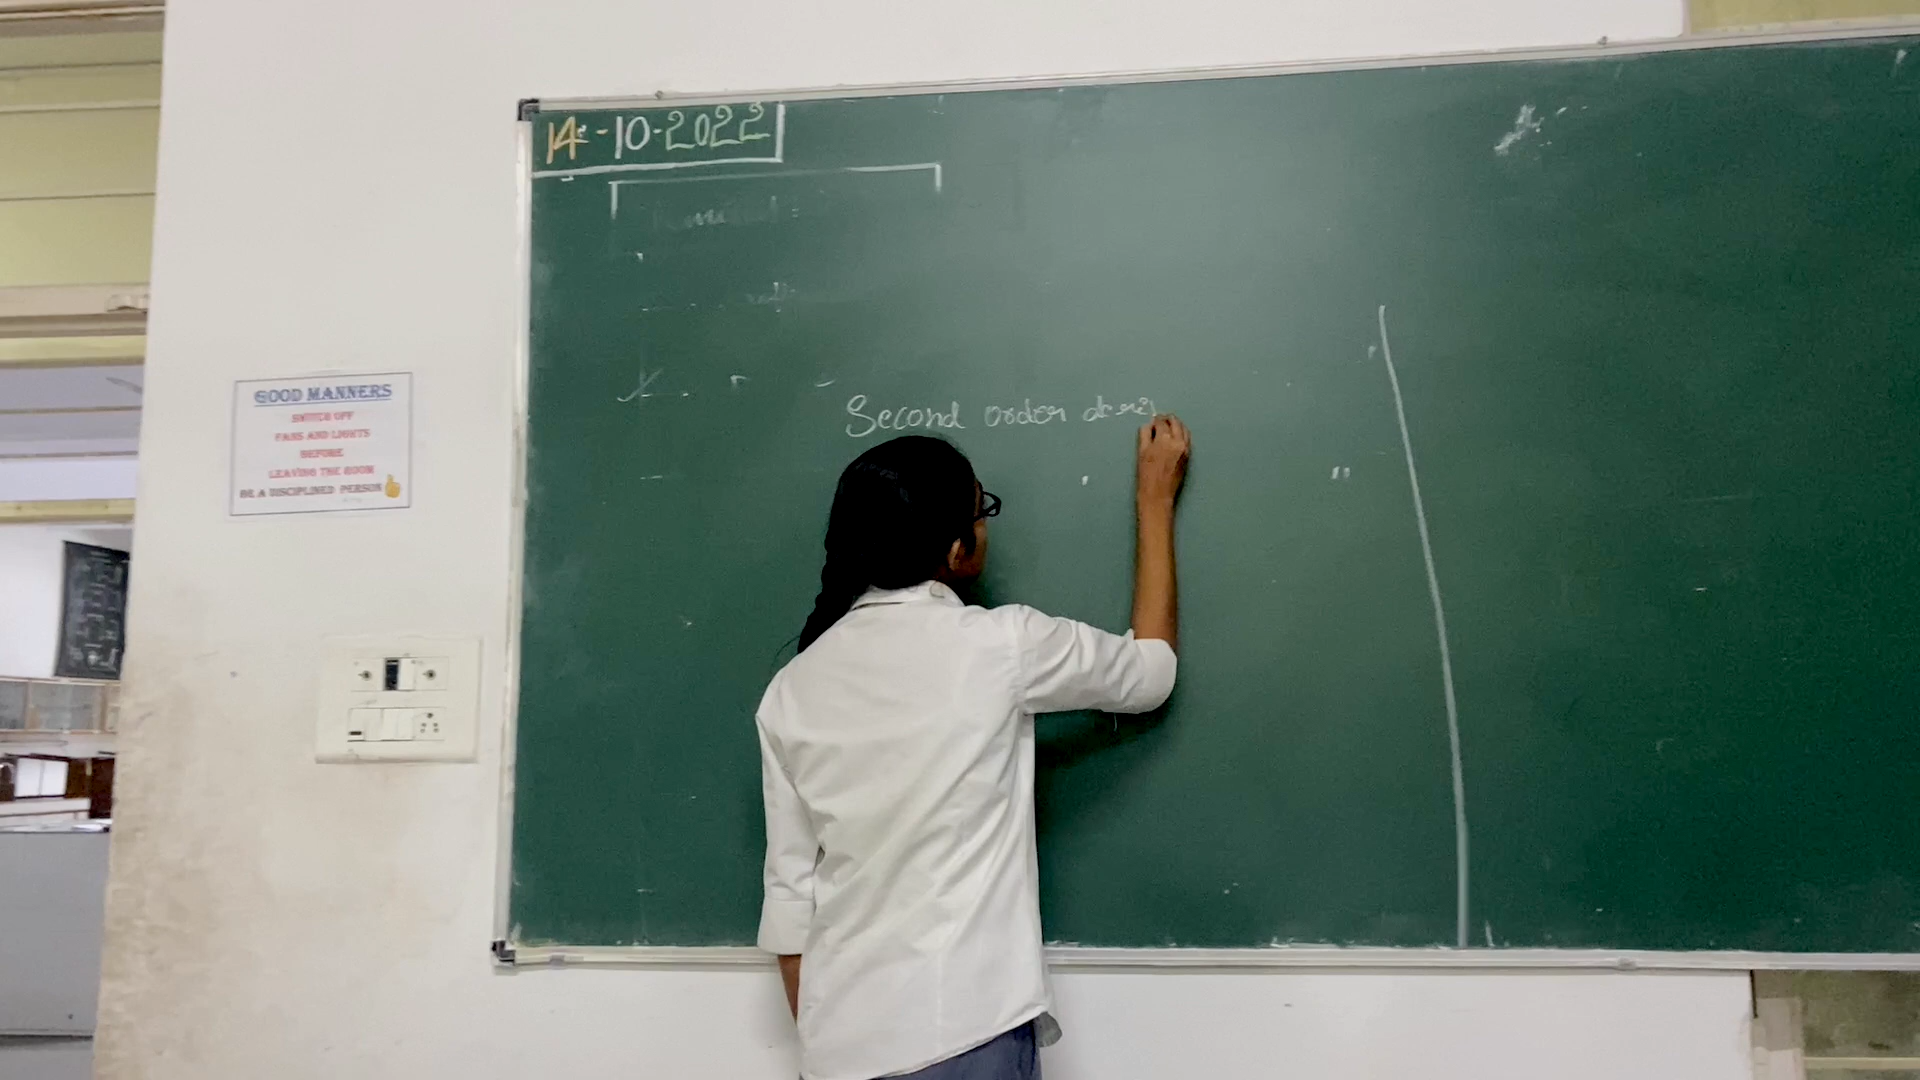 14-10-2022
Second order deriv
GOOD MANNERS
SWITCH OFF
FANS AND LIGHTS
BEFORE
LEAVING THE ROOM
BE A DISCIPLINED PERSON